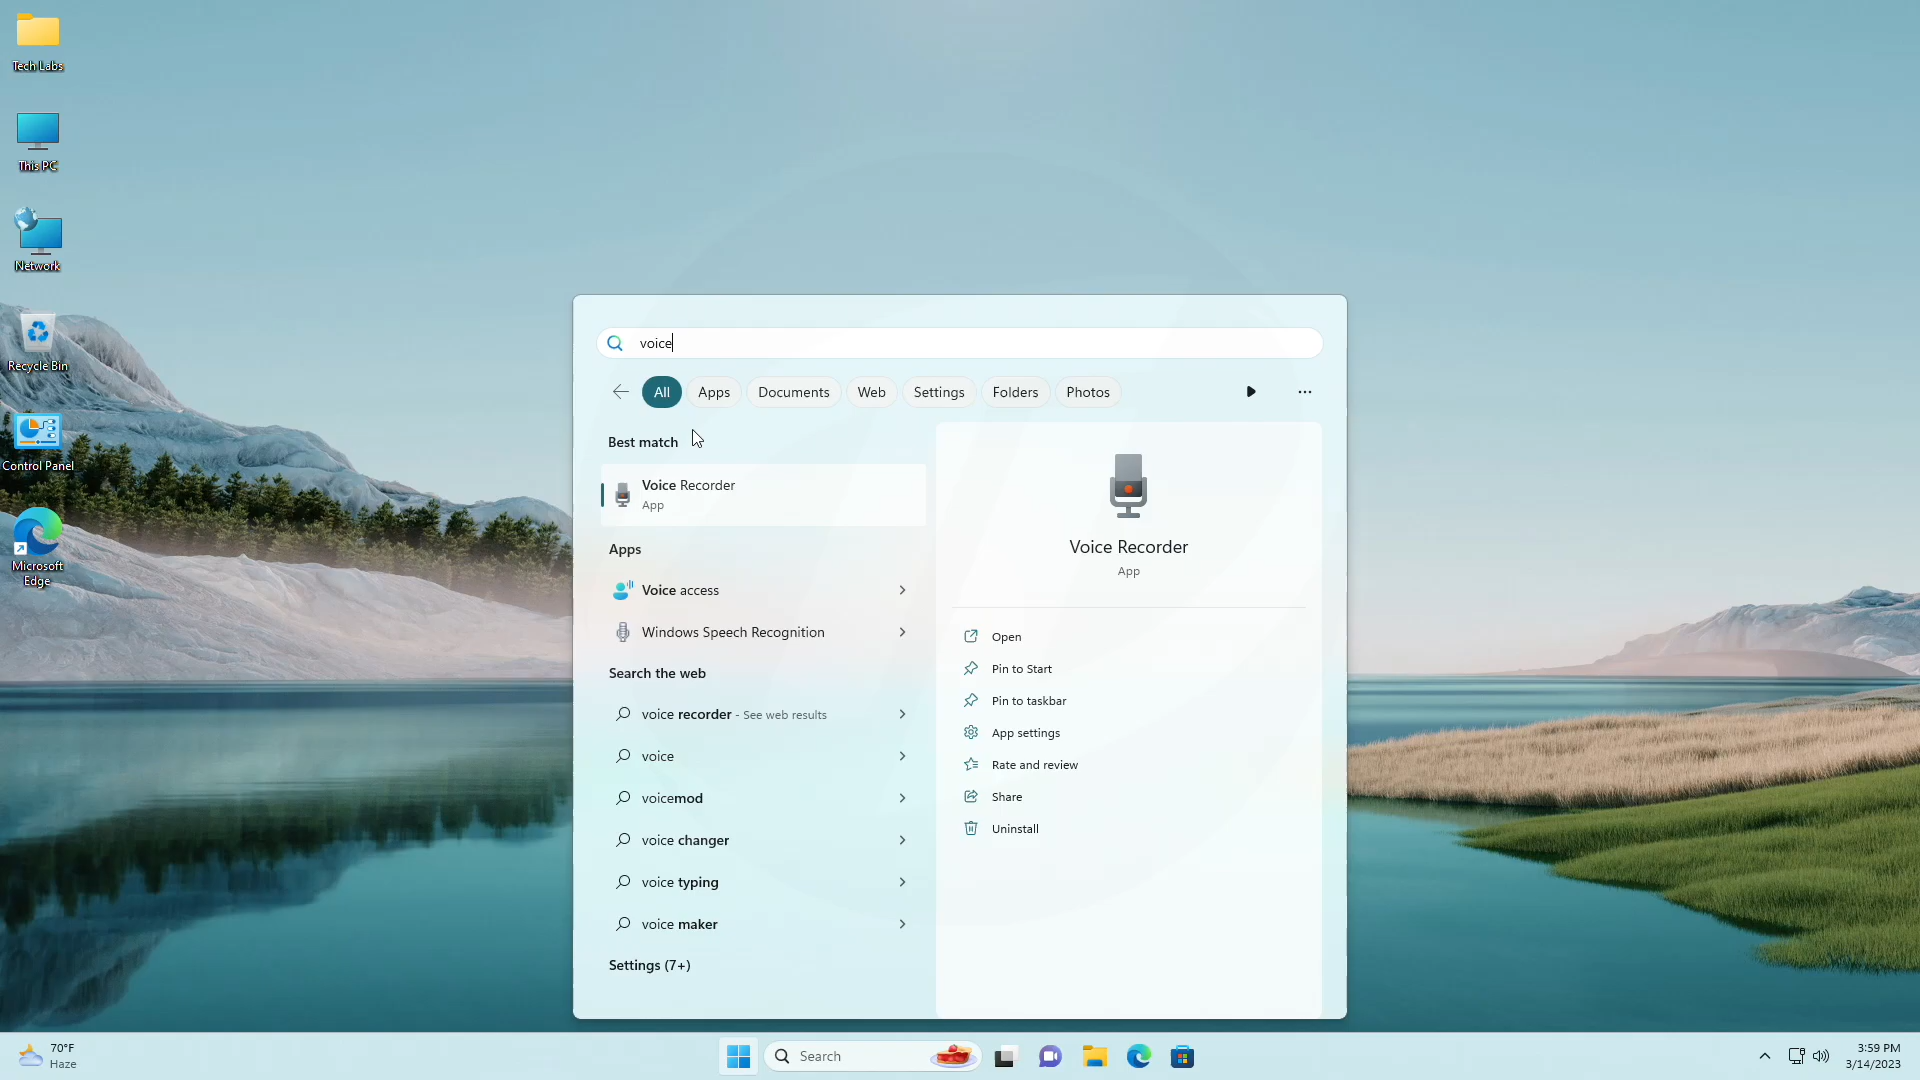 Tech Labs
This PC
Network
Recycle Bin
Control Panel
Microsoft
Edge
voice
All Apps Documents Web Settings Folders Photos
Best match
Voice Recorder
App
Apps
Voice access
Windows Speech Recognition
Search the web
voice recorder - See web results
voice
voicemod
voice changer
voice typing
voice maker
Settings (7+)
Voice Recorder
App
Open
Pin to Start
Pin to taskbar
App settings
Rate and review
Share
Uninstall
70°F
Haze
Search
3:59 PM
3/14/2023